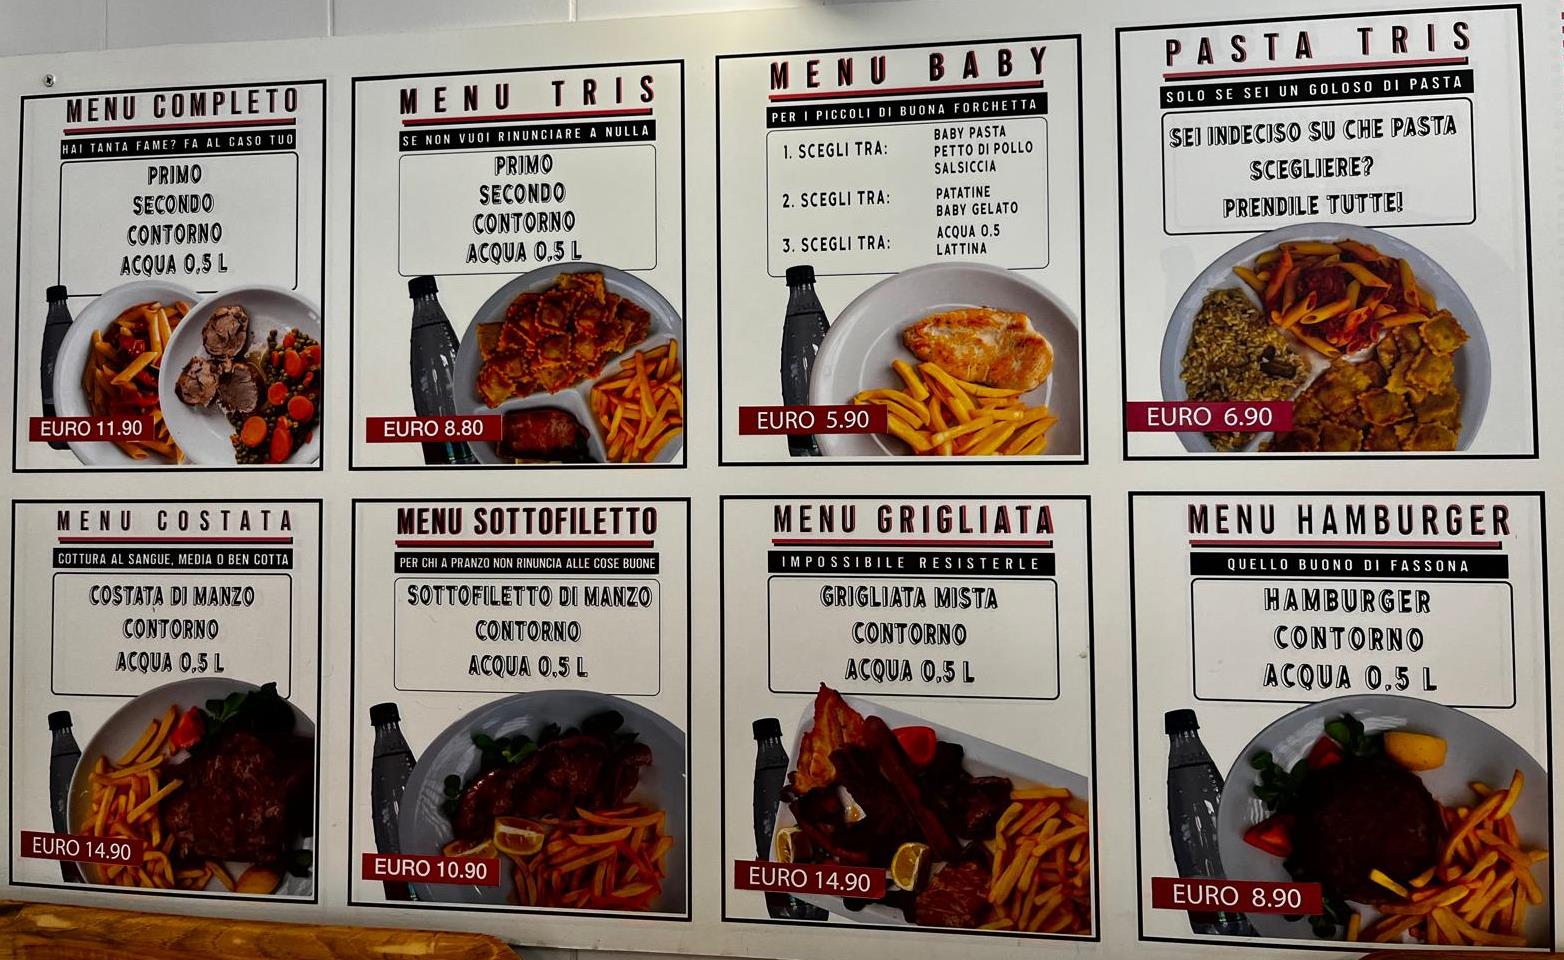 MENU COMPLETO
HAI TANTA FAME? FA AL CASO TUO
PRIMO
SECONDO
CONTORNO
ACQUA 0,5 L
EURO 11.90
MENU TRIS
SE NON VUOI RINUNCIARE A NULLA
PRIMO
SECONDO
CONTORNO
ACQUA 0,5 L
EURO 8.80
MENU BABY
PER I PICCOLI DI BUONA FORCHETTA
1. SCEGLI TRA:
BABY PASTA
PETTO DI POLLO
SALSICCIA
2. SCEGLI TRA:
PATATINE
BABY GELATO
3. SCEGLI TRA:
ACQUA 0.5
LATTINA
EURO 5.90
PASTA TRIS
SOLO SE SEI UN GOLOSO DI PASTA
SEI INDECISO SU CHE PASTA
SCEGLIERE?
PRENDILE TUTTE!
EURO 6.90
MENU COSTATA
COTTURA AL SANGUE, MEDIA O BEN COTTA
COSTATA DI MANZO
CONTORNO
ACQUA 0,5 L
EURO 14.90
MENU SOTTOFILETTO
PER CHI A PRANZO NON RINUNCIA ALLE COSE BUONE
SOTTOFILETTO DI MANZO
CONTORNO
ACQUA 0,5 L
EURO 10.90
MENU GRIGLIATA
IMPOSSIBILE RESISTERLE
GRIGLIATA MISTA
CONTORNO
ACQUA 0,5 L
EURO 14.90
MENU HAMBURGER
QUELLO BUONO DI FASSONA
HAMBURGER
CONTORNO
ACQUA 0,5 L
EURO 8.90